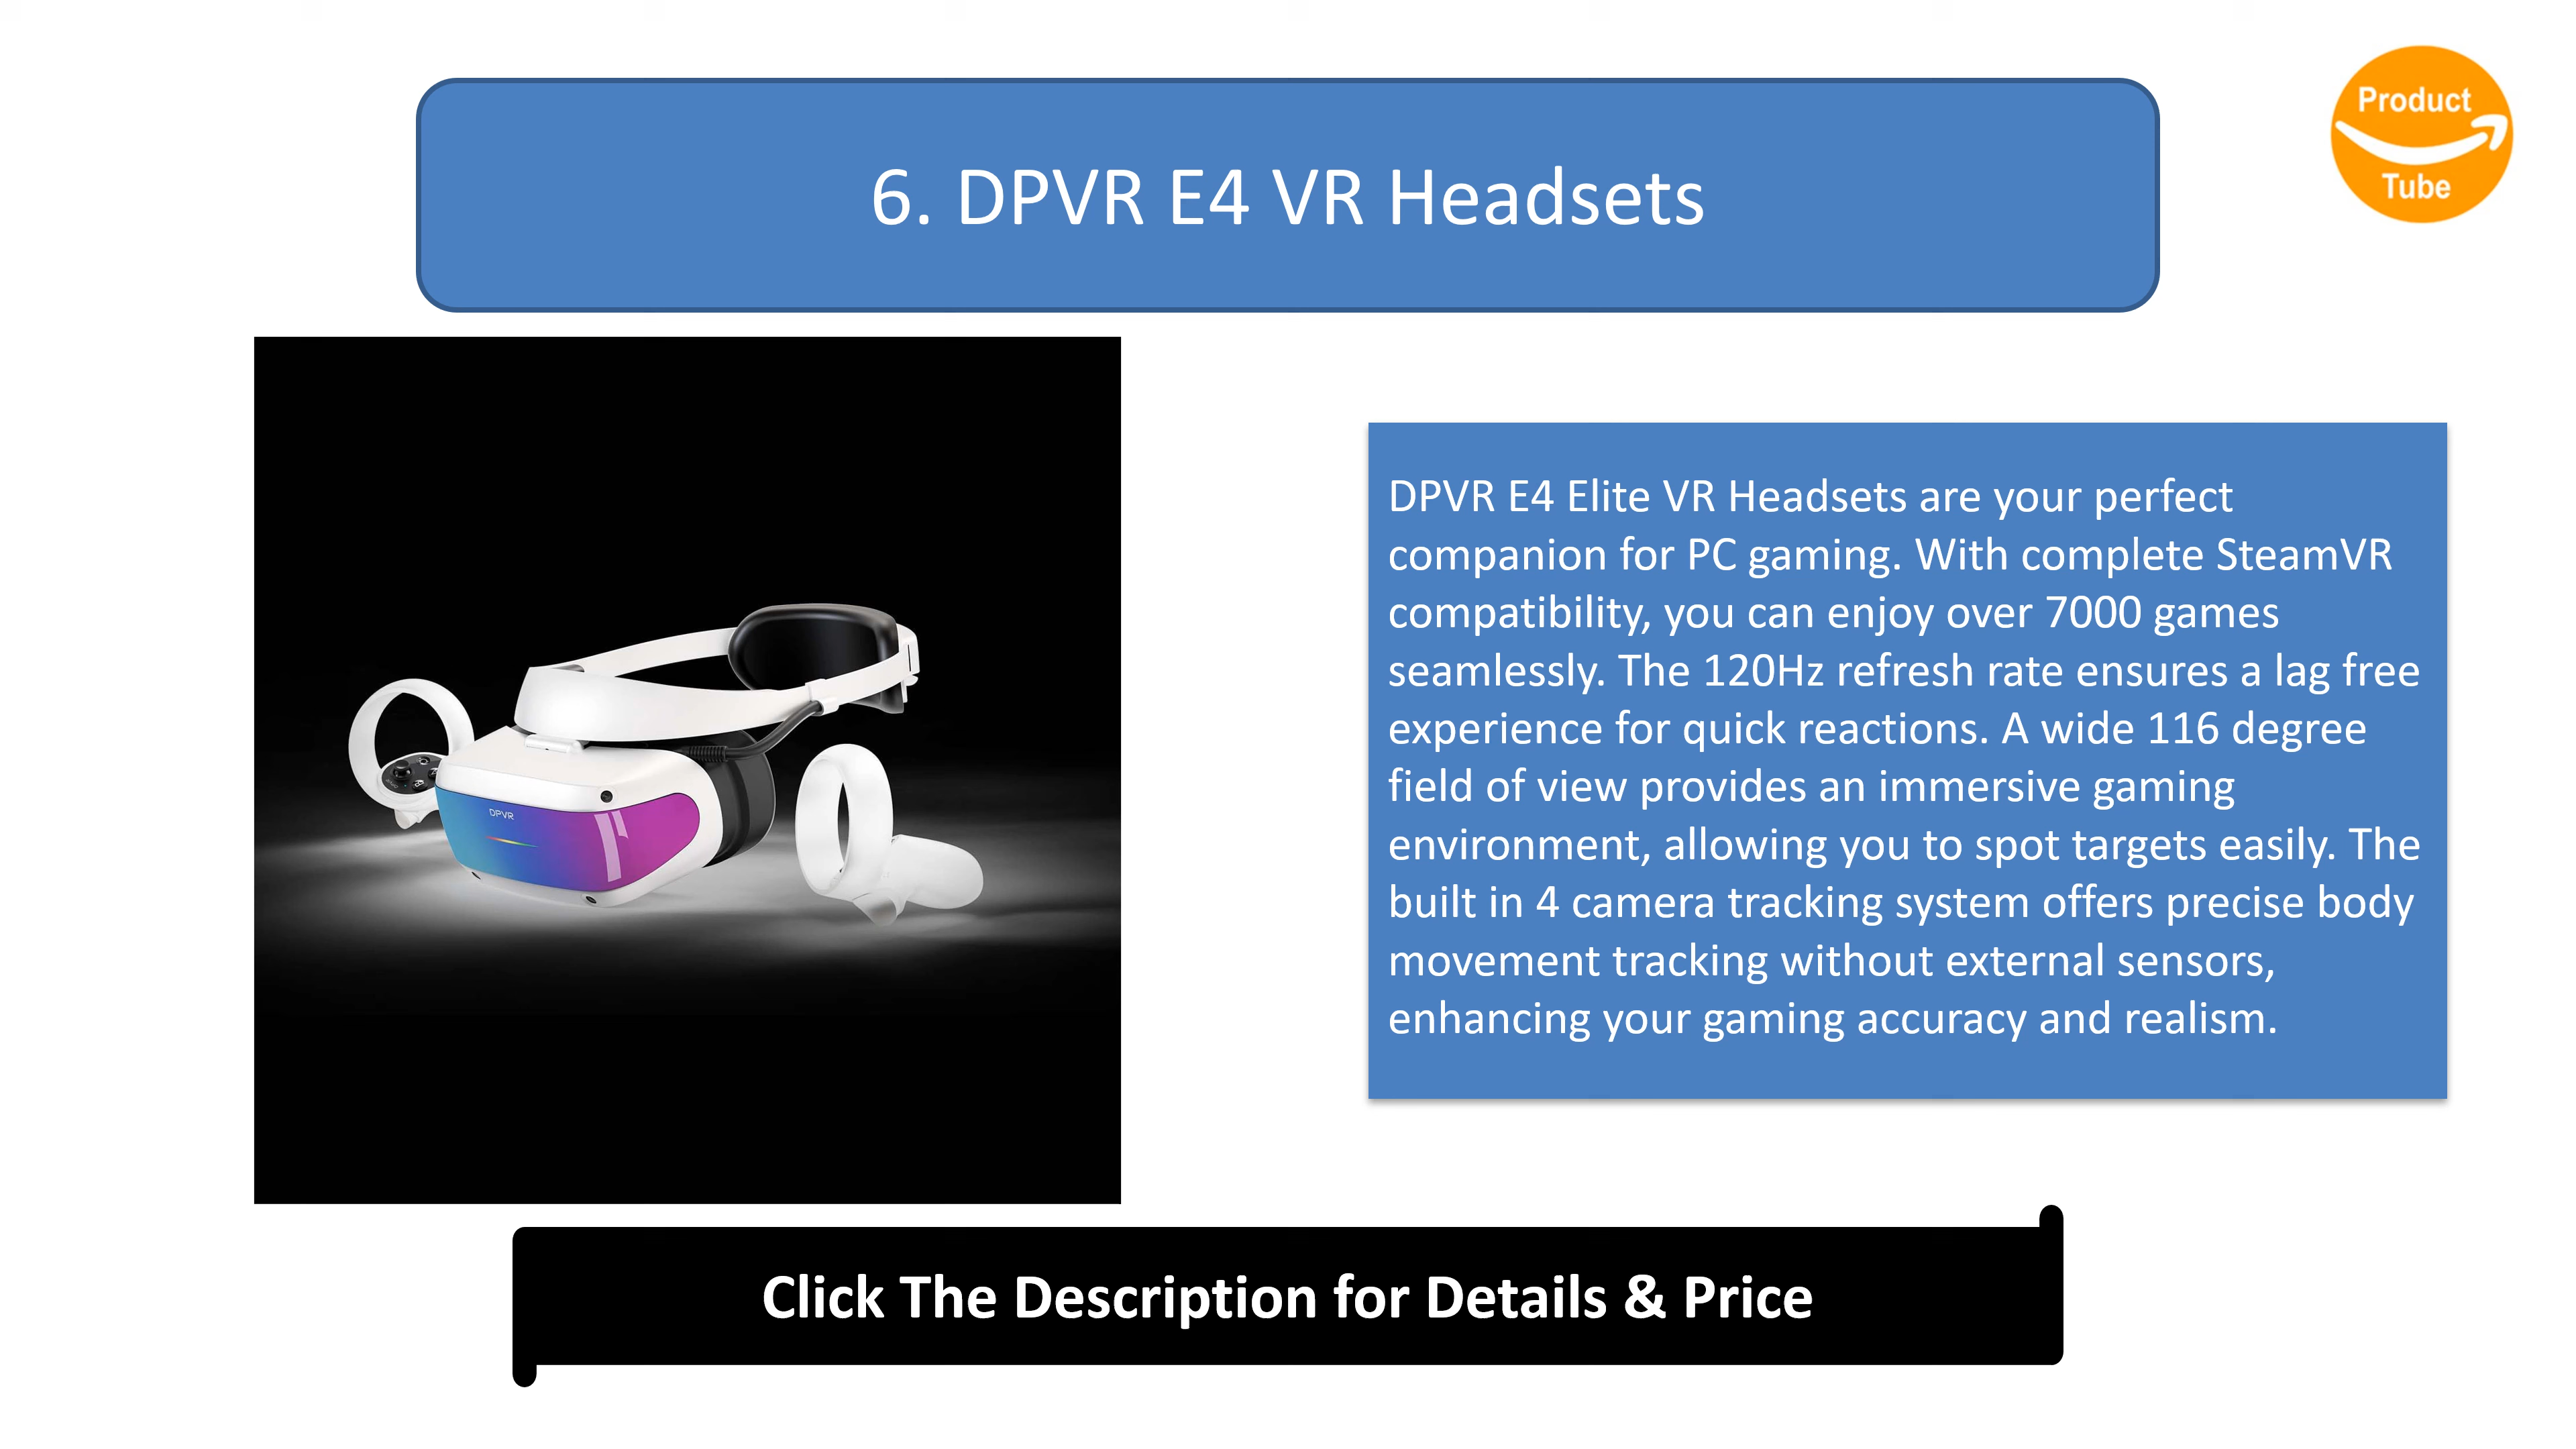 Product
Tube
6. DPVR E4 VR Headsets
DPVR
DPVR E4 Elite VR Headsets are your perfect
companion for PC gaming. With complete SteamVR
compatibility, you can enjoy over 7000 games
seamlessly. The 120Hz refresh rate ensures a lag free
experience for quick reactions. A wide 116 degree
field of view provides an immersive gaming
environment, allowing you to spot targets easily. The
built in 4 camera tracking system offers precise body
movement tracking without external sensors,
enhancing your gaming accuracy and realism.
Click The Description for Details & Price